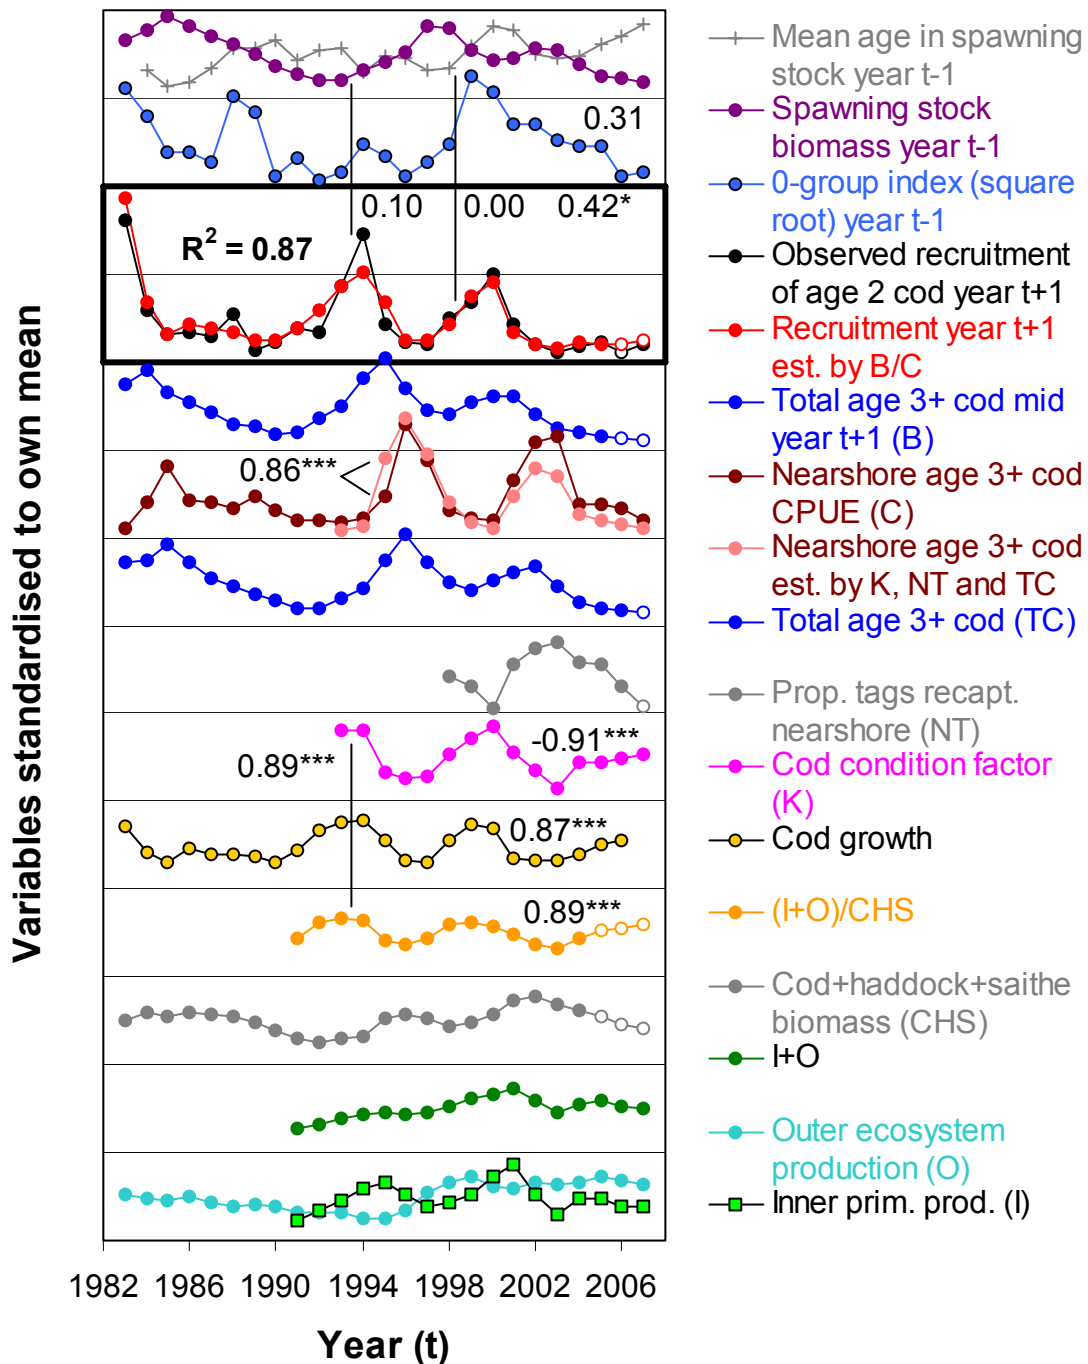 Variables standardised to own mean
0.31
0.10 0.00 0.42*
R² = 0.87
0.86***
-0.91***
0.89***
0.87***
0.89***
1982 1986 1990 1994 1998 2002 2006
Year (t)
Mean age in spawning
stock year t-1
Spawning stock
biomass year t-1
0-group index (square
root) year t-1
Observed recruitment
of age 2 cod year t+1
Recruitment year t+1
est. by B/C
Total age 3+ cod mid
year t+1 (B)
Nearshore age 3+ cod
CPUE (C)
Nearshore age 3+ cod
est. by K, NT and TC
Total age 3+ cod (TC)
Prop. tags recapt.
nearshore (NT)
Cod condition factor
(K)
Cod growth
(I+O)/CHS
Cod+haddock+saithe
biomass (CHS)
I+O
Outer ecosystem
production (O)
Inner prim. prod. (I)